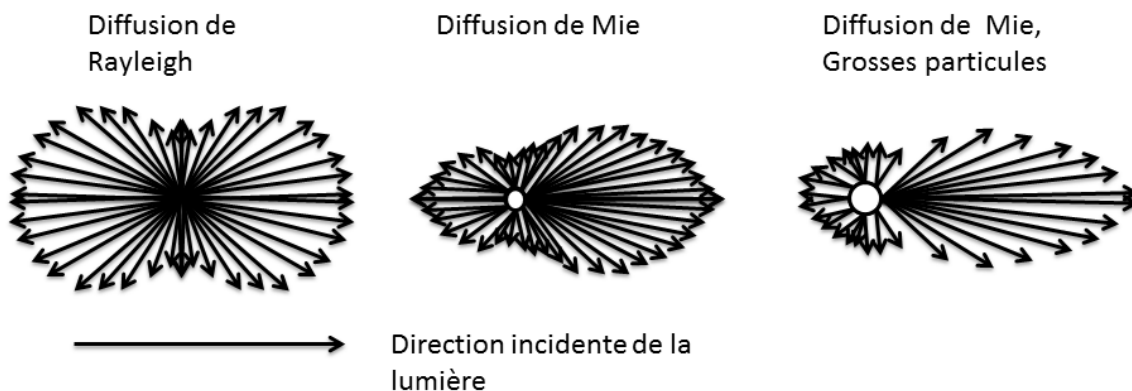 Diffusion de
Rayleigh
Diffusion de Mie
Diffusion de  Mie,
Grosses particules
Direction incidente de la
lumière